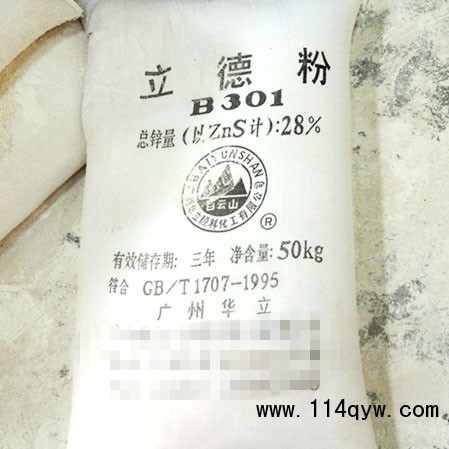 立德粉
B301
总锌量(以ZnS计):28%
BAIYUNSHAN
白云山
®
有效储存期: 三年 净含量: 50kg
符合 GB/T1707-1995
广州华立
www.114qyw.com